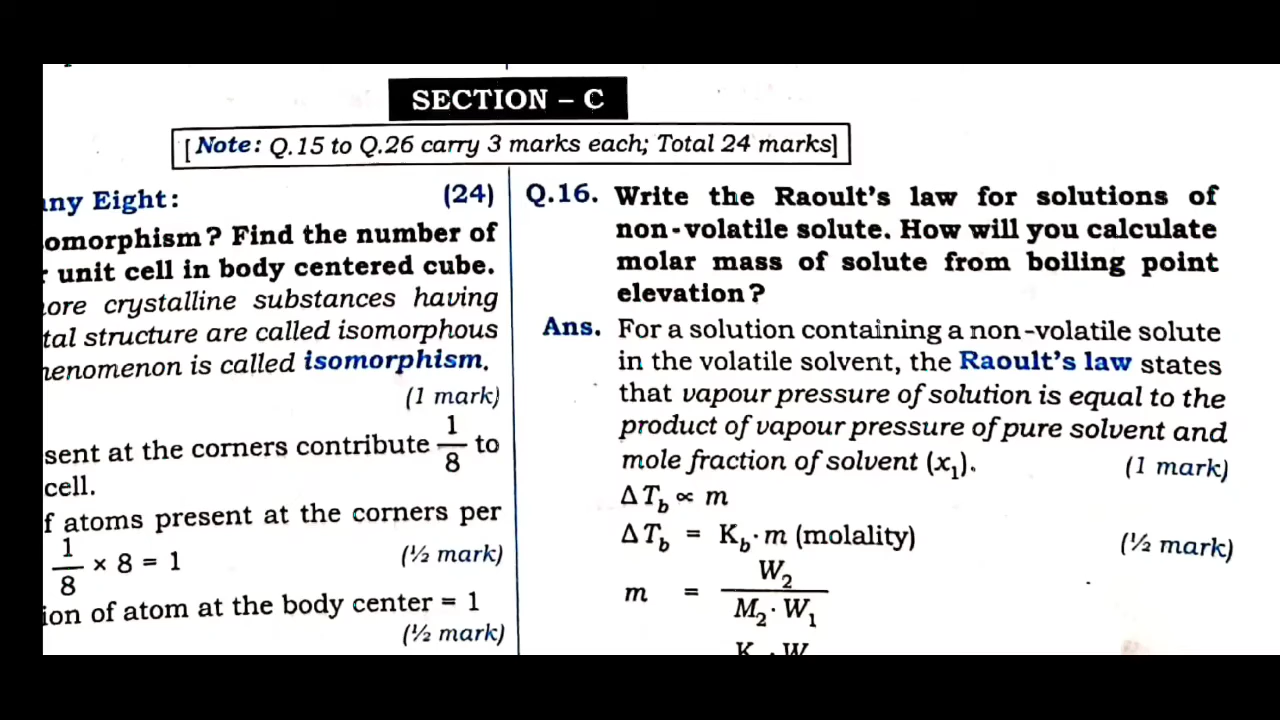 SECTION – C
[Note: Q.15 to Q.26 carry 3 marks each; Total 24 marks]
ny Eight: (24)
omorphism? Find the number of
unit cell in body centered cube.
ore crystalline substances having
tal structure are called isomorphous
henomenon is called isomorphism.
(1 mark)
sent at the corners contribute 1/8 to
cell.
f atoms present at the corners per
1/8 × 8 = 1 (½ mark)
ion of atom at the body center = 1
(½ mark)
Q.16. Write the Raoult's law for solutions of
non-volatile solute. How will you calculate
molar mass of solute from boiling point
elevation?
Ans. For a solution containing a non-volatile solute
in the volatile solvent, the Raoult's law states
that vapour pressure of solution is equal to the
product of vapour pressure of pure solvent and
mole fraction of solvent (x₁). (1 mark)
ΔT_b ∝ m
ΔT_b = K_b · m (molality) (½ mark)
m = W₂ / M₂ · W₁